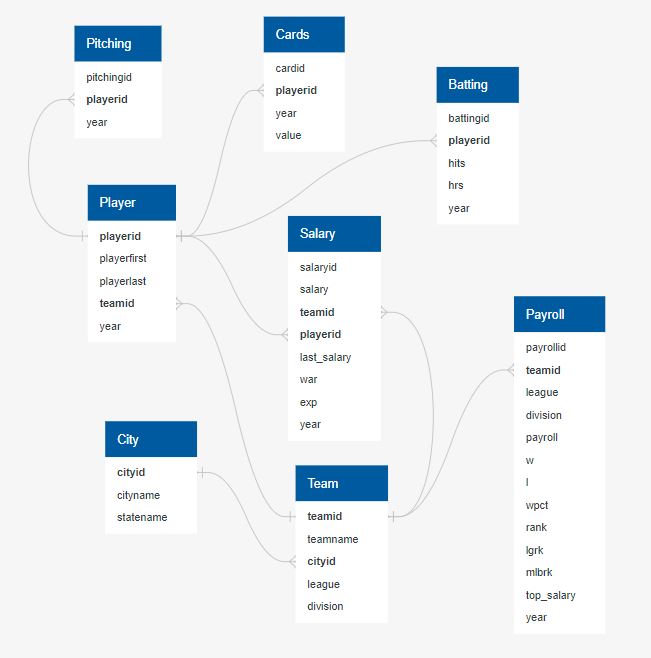 Pitching
pitchingid
playerid
year
Cards
cardid
playerid
year
value
Batting
battingid
playerid
hits
hrs
year
Player
playerid
playerfirst
playerlast
teamid
year
Salary
salaryid
salary
teamid
playerid
last_salary
war
exp
year
Payroll
payrollid
teamid
league
division
payroll
w
l
wpct
rank
lgrk
mlbrk
top_salary
year
City
cityid
cityname
statename
Team
teamid
teamname
cityid
league
division